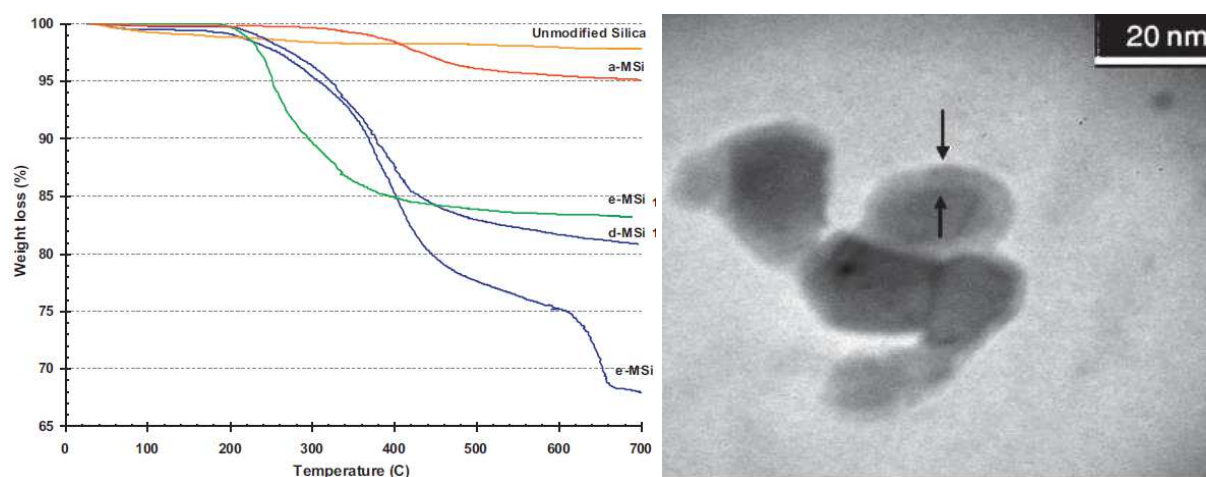 100
95
90
85
80
75
70
65
0
100
200
300
400
500
600
700
Weight loss (%)
Temperature (C)
Unmodified Silica
a-MSi
e-MSi 1
d-MSi 1
e-MSi
20 nm